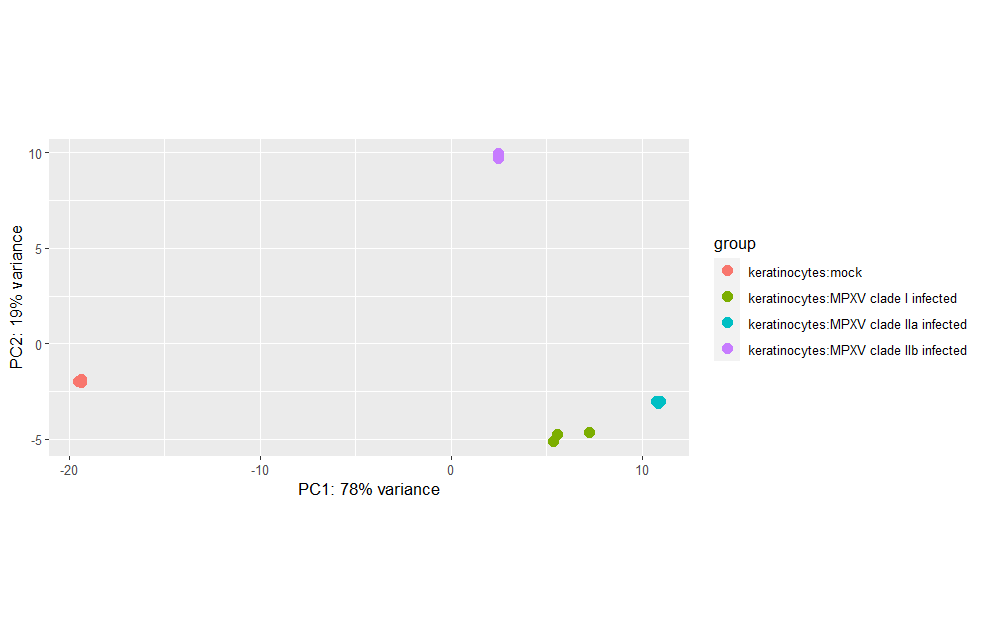 10
5
0
-5
PC2: 19% variance
-20
-10
0
10
PC1: 78% variance
group
keratinocytes:mock
keratinocytes:MPXV clade I infected
keratinocytes:MPXV clade IIa infected
keratinocytes:MPXV clade IIb infected